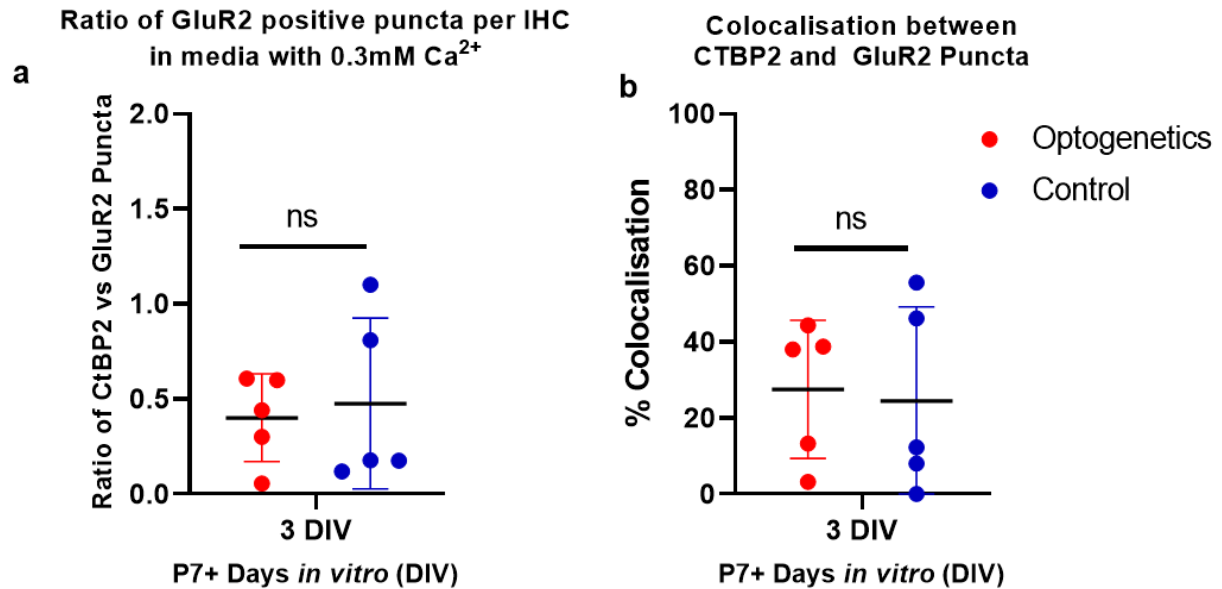 Ratio of GluR2 positive puncta per IHC
in media with 0.3mM Ca²⁺
a
Ratio of CtBP2 vs GluR2 Puncta
2.0
1.5
1.0
0.5
0.0
ns
3 DIV
P7+ Days in vitro (DIV)
Colocalisation between
CTBP2 and GluR2 Puncta
b
% Colocalisation
100
80
60
40
20
0
ns
3 DIV
P7+ Days in vitro (DIV)
Optogenetics
Control